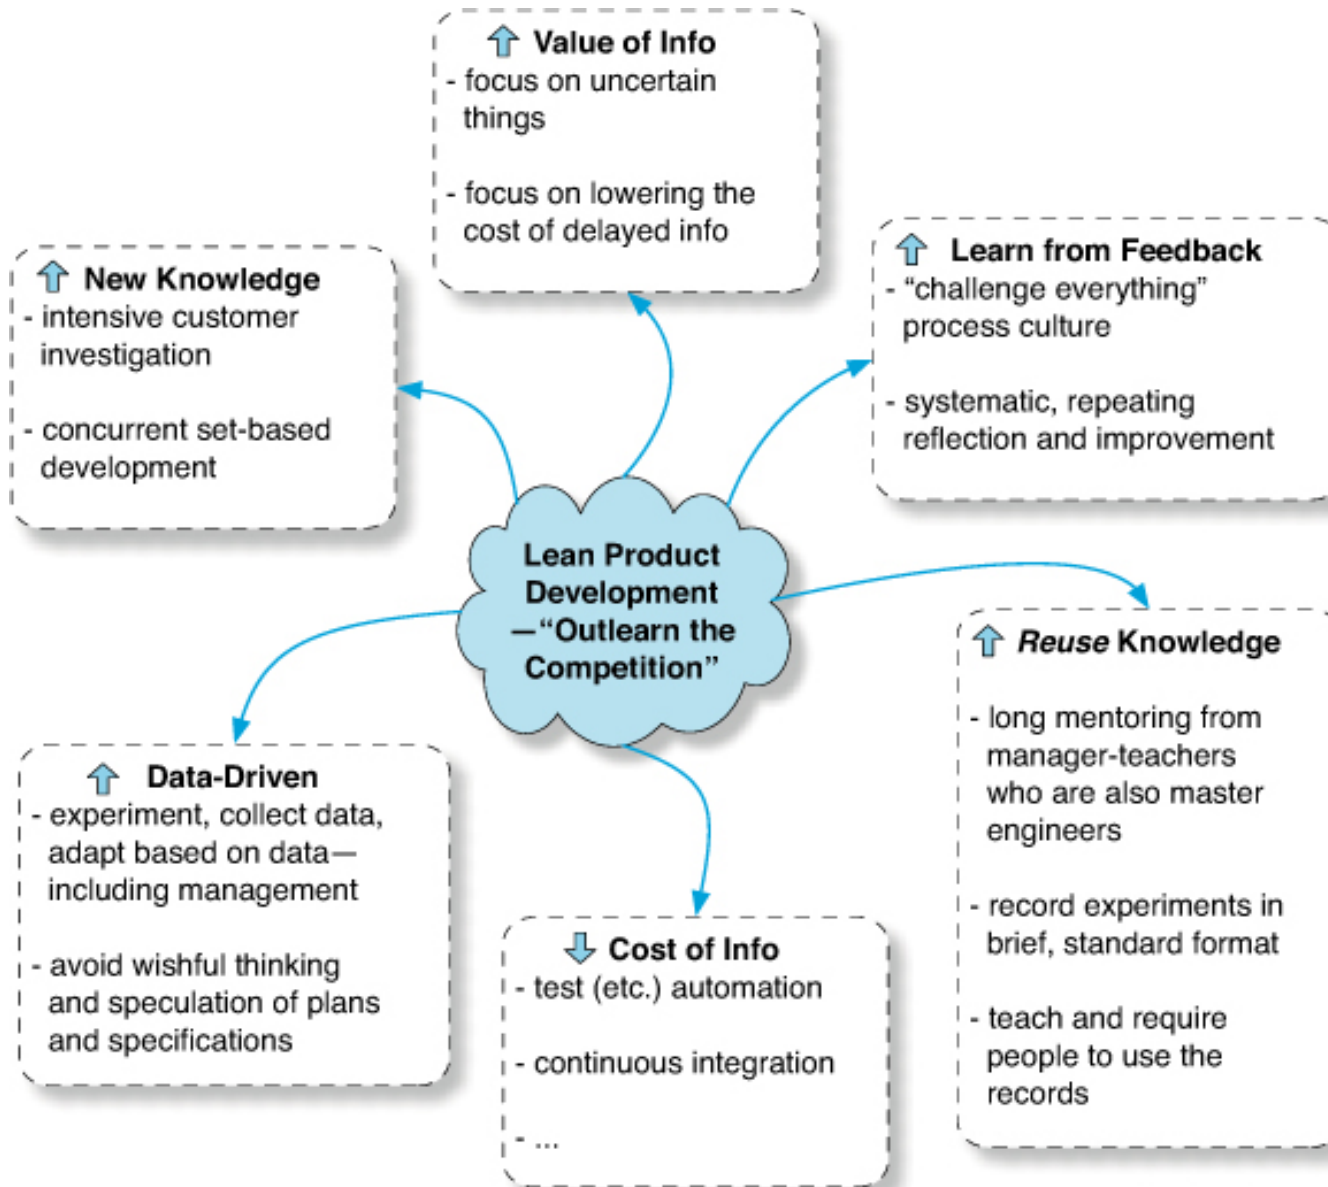 Value of Info
- focus on uncertain
things
- focus on lowering the
cost of delayed info
New Knowledge
- intensive customer
investigation
- concurrent set-based
development
Learn from Feedback
- “challenge everything”
process culture
- systematic, repeating
reflection and improvement
Lean Product
Development
—“Outlearn the
Competition”
Reuse Knowledge
- long mentoring from
manager-teachers
who are also master
engineers
- record experiments in
brief, standard format
- teach and require
people to use the
records
Data-Driven
- experiment, collect data,
adapt based on data—
including management
- avoid wishful thinking
and speculation of plans
and specifications
Cost of Info
- test (etc.) automation
- continuous integration
- ...